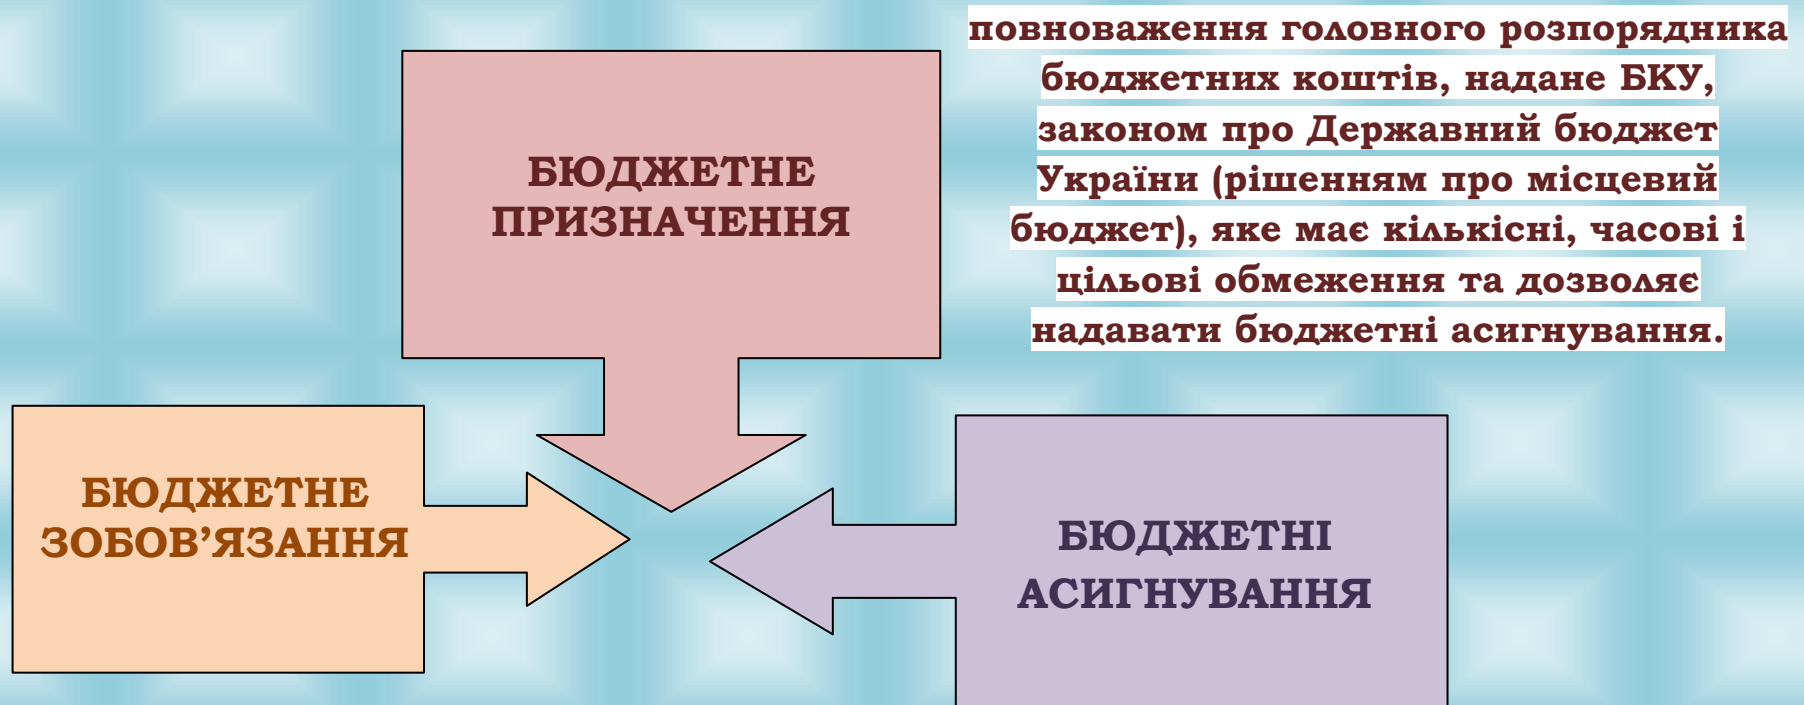 повноваження головного розпорядника
бюджетних коштів, надане БКУ,
законом про Державний бюджет
України (рішенням про місцевий
бюджет), яке має кількісні, часові і
цільові обмеження та дозволяє
надавати бюджетні асигнування.
БЮДЖЕТНЕ
ПРИЗНАЧЕННЯ
БЮДЖЕТНЕ
ЗОБОВ’ЯЗАННЯ
БЮДЖЕТНІ
АСИГНУВАННЯ